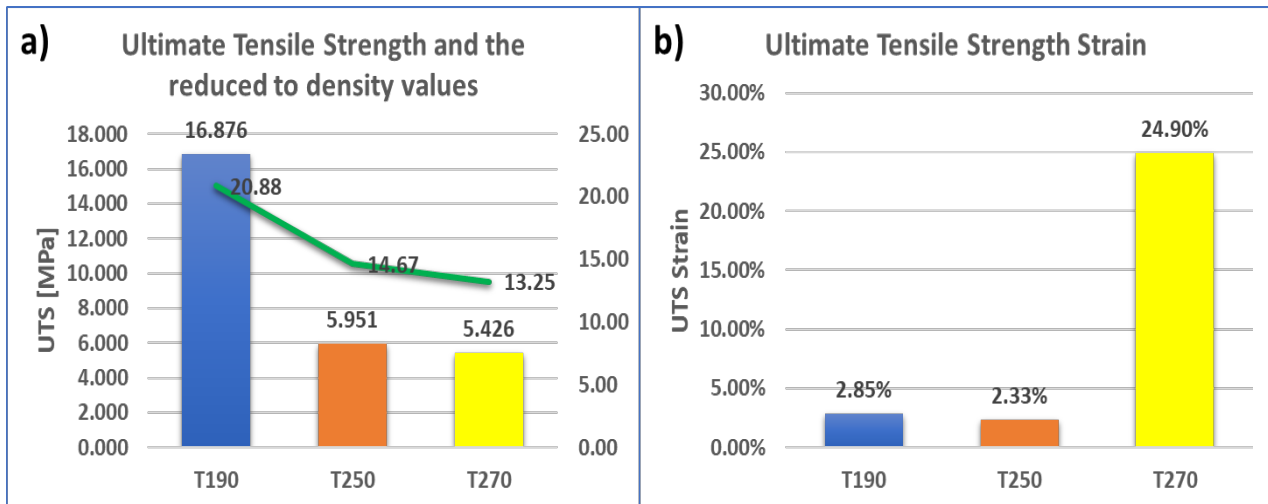 a)
Ultimate Tensile Strength and the
reduced to density values
UTS [MPa]
18.000
16.000
14.000
12.000
10.000
8.000
6.000
4.000
2.000
0.000
25.00
20.00
15.00
10.00
5.00
0.00
16.876
20.88
14.67
13.25
5.951
5.426
T190
T250
T270
b)
Ultimate Tensile Strength Strain
UTS Strain
30.00%
25.00%
20.00%
15.00%
10.00%
5.00%
0.00%
2.85%
2.33%
24.90%
T190
T250
T270